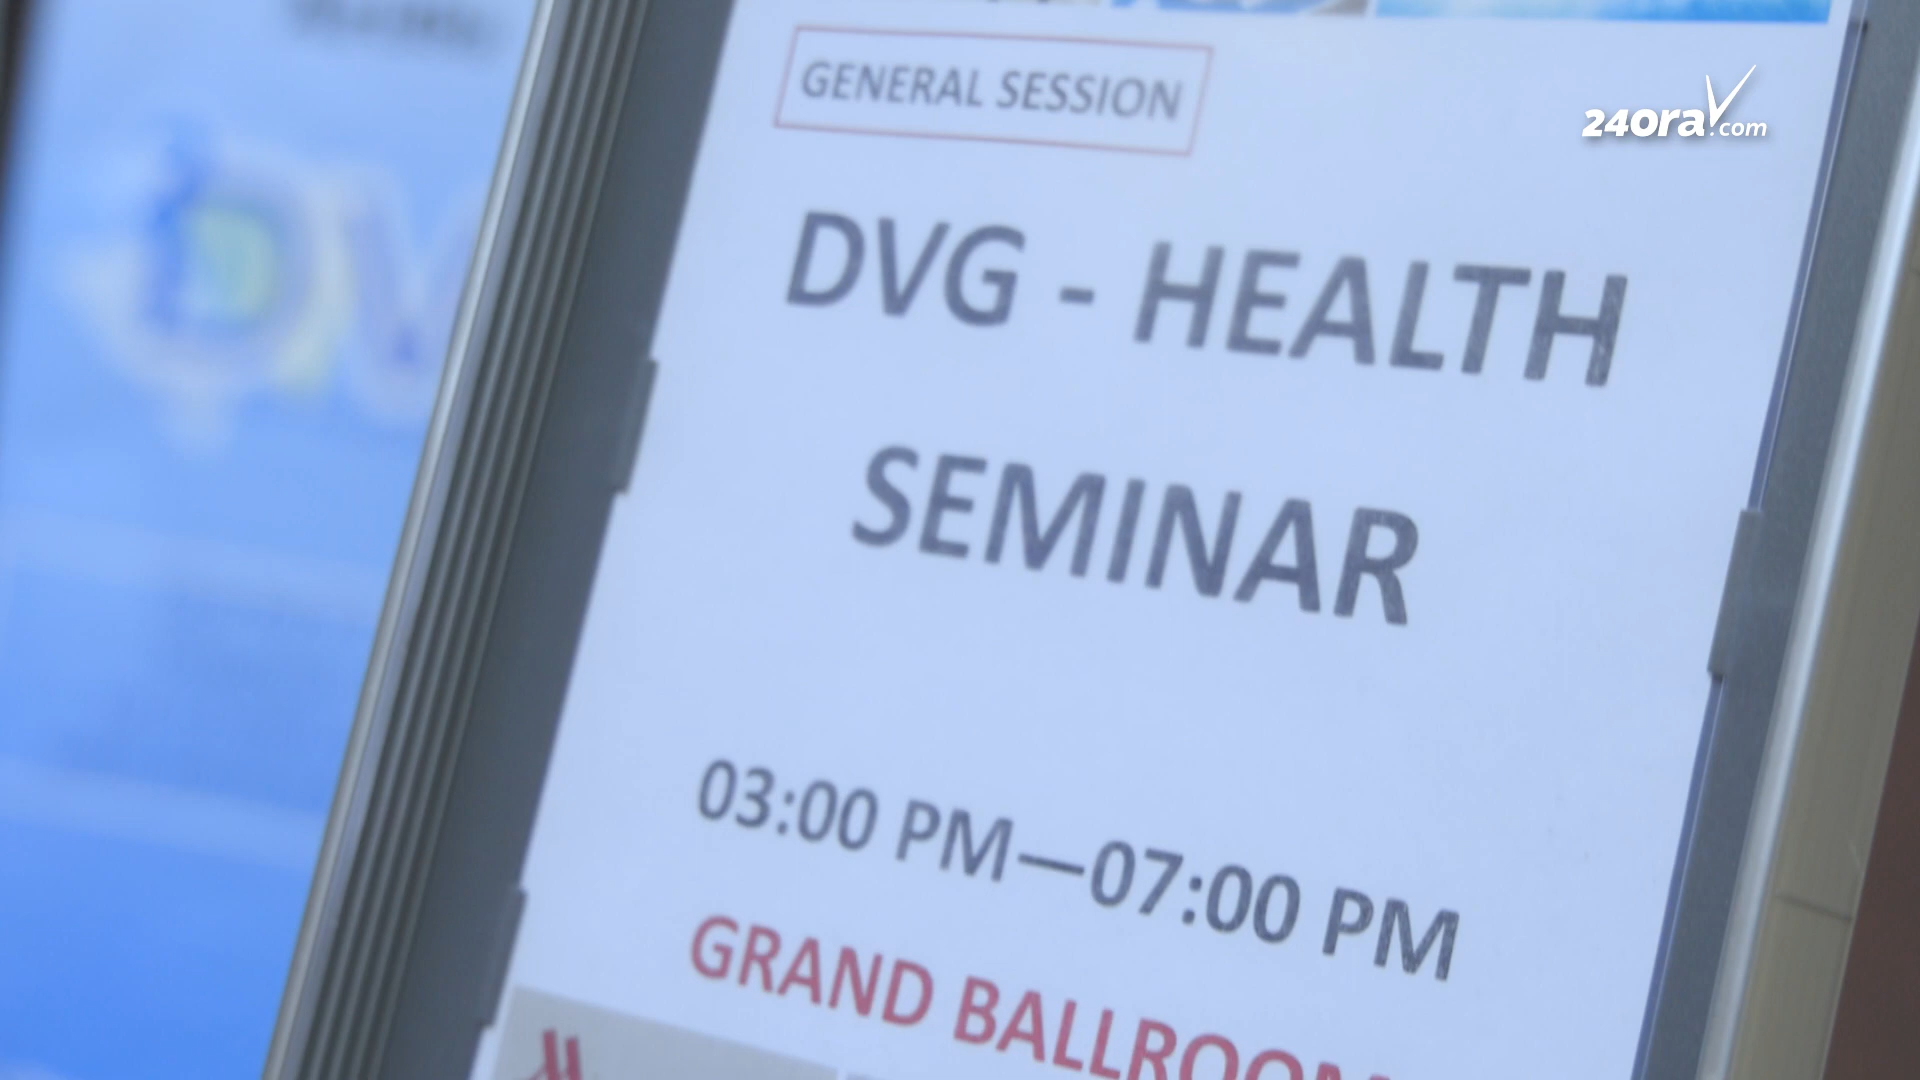 GENERAL SESSION
24ora.com
DVG - HEALTH
SEMINAR
03:00 PM—07:00 PM
GRAND BALLROOM